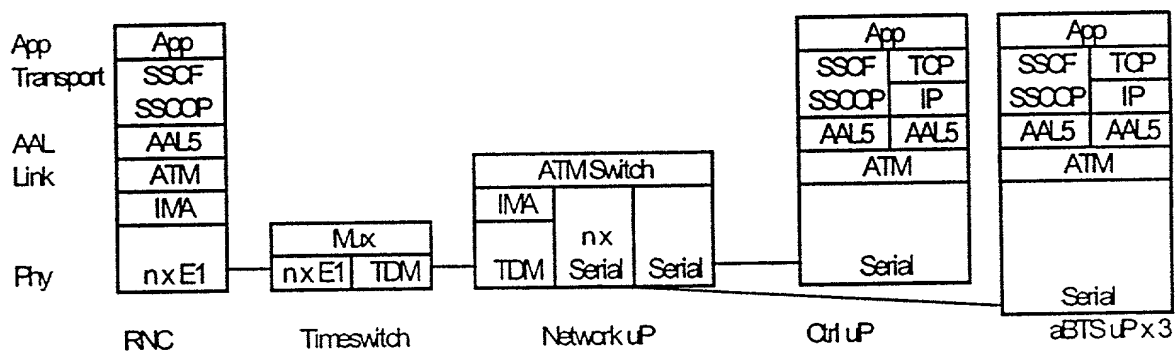 App App App App
Transport SSCF SSCF TCP SSCF TCP
SSCOP SSCOP IP SSCOP IP
AAL AAL5 AAL5 AAL5 AAL5 AAL5
Link ATM ATM Switch ATM ATM
IMA IMA
Mux n x
Phy n x E1 n x E1 TDM TDM Serial Serial Serial
Serial
RNC Timeswitch Network uP Ctrl uP aBTS uP x 3